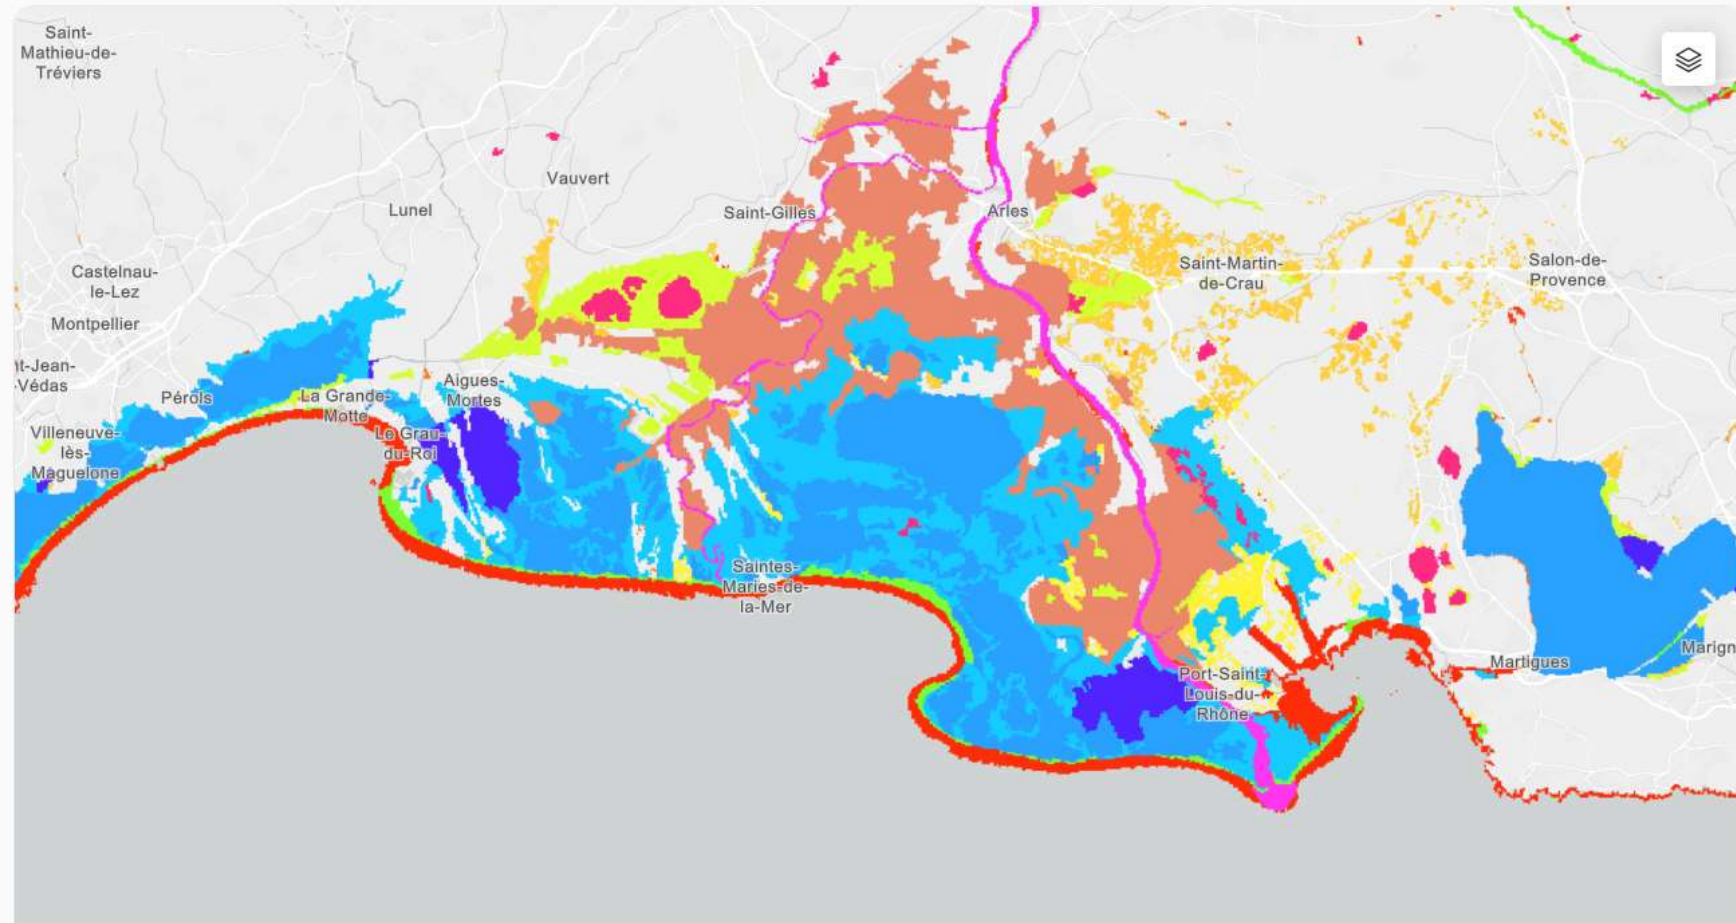 Saint-
Mathieu-de-
Tréviers
Vauvert
Lunel
Saint-Gilles
Arles
Castelnau-
le-Lez
Saint-Martin-
de-Crau
Salon-de-
Provence
Montpellier
nt-Jean-
-Védas
Pérols
La Grande-
Motte
Aigues-
Mortes
Villeneuve-
lès-
Maguelone
Le Grau-
du-Roi
Saintes-
Maries-de-
la-Mer
Port-Saint-
Louis-du-
Rhône
Martigues
Marign